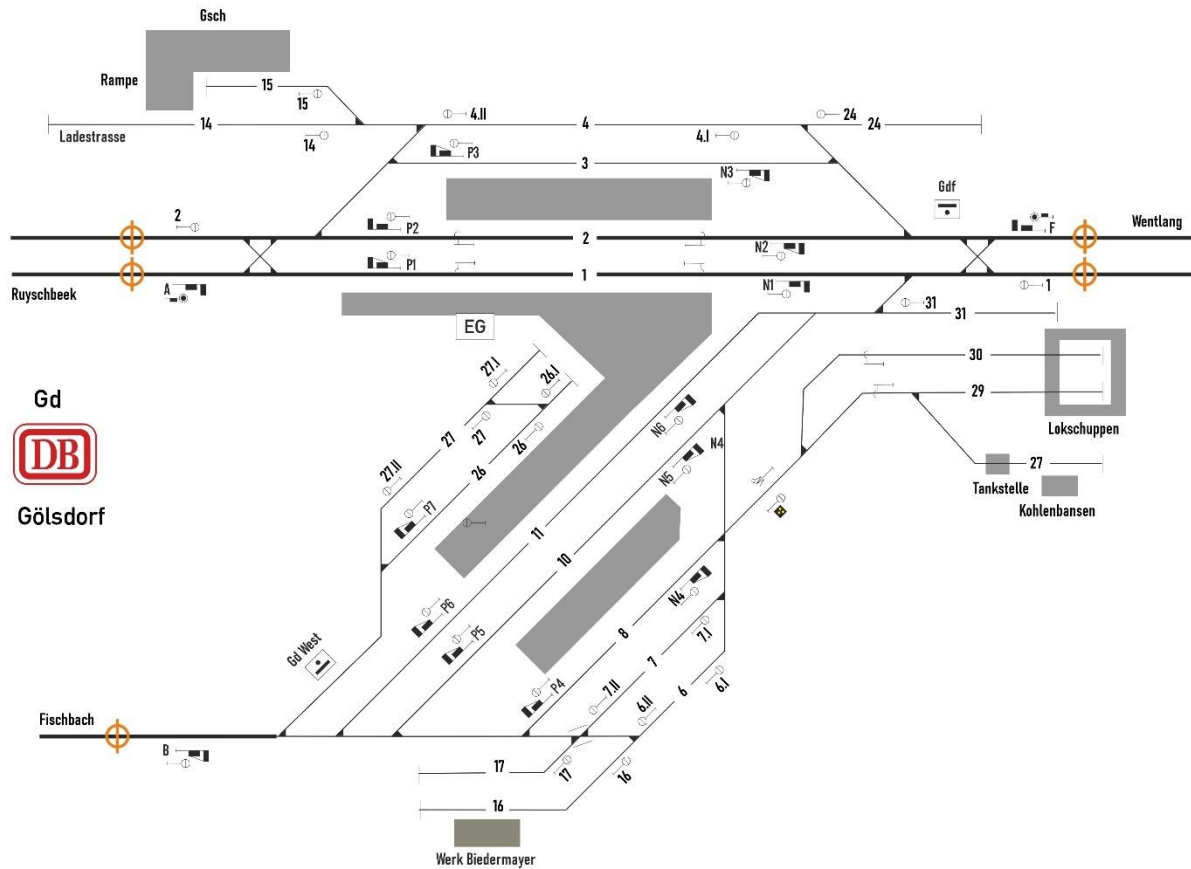 Gsch
Rampe
15
15
14
Ladestrasse
14
4.II
4
4.I
24
24
P3
3
N3
Gdf
2
P2
2
N2
F
Wentlang
P1
1
N1
1
A
Ruyschbeek
EG
31
31
27.I
26.I
30
29
27
27
26
26
N6
N5
N4
Lokschuppen
27
Tankstelle
Kohlenbansen
Gd
DB
Gölsdorf
27.II
P7
11
10
N4
8
7
7.I
P6
P5
Gd West
P4
7.II
6.II
6
6.I
Fischbach
B
17
17
16
16
Werk Biedermayer